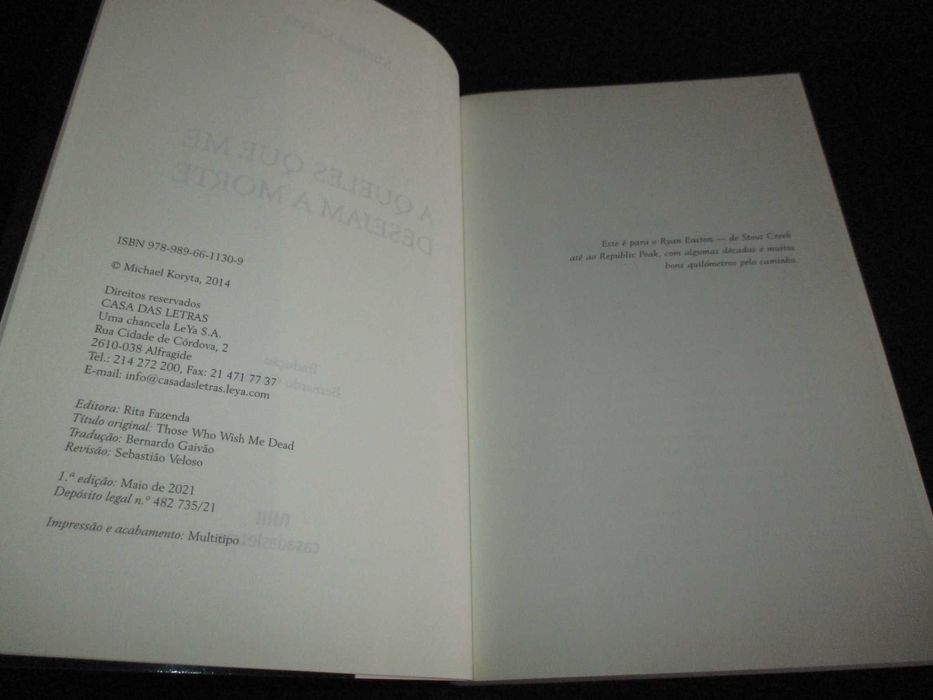 ISBN 978-989-66-1130-9
© Michael Koryta, 2014
Direitos reservados
CASA DAS LETRAS
Uma chancela LeYa S.A.
Rua Cidade de Córdova, 2
2610-038 Alfragide
Tel.: 214 272 200, Fax: 21 471 77 37
E-mail: info@casadasletras.leya.com
Editora: Rita Fazenda
Título original: Those Who Wish Me Dead
Tradução: Bernardo Gaivão
Revisão: Sebastião Veloso
1.ª edição: Maio de 2021
Depósito legal n.º 482 735/21
Impressão e acabamento: Multitipo
Este é para o Ryan Easton — de Stout Creek
até ao Republic Peak, com algumas décadas e muitos
bons quilómetros pelo caminho.